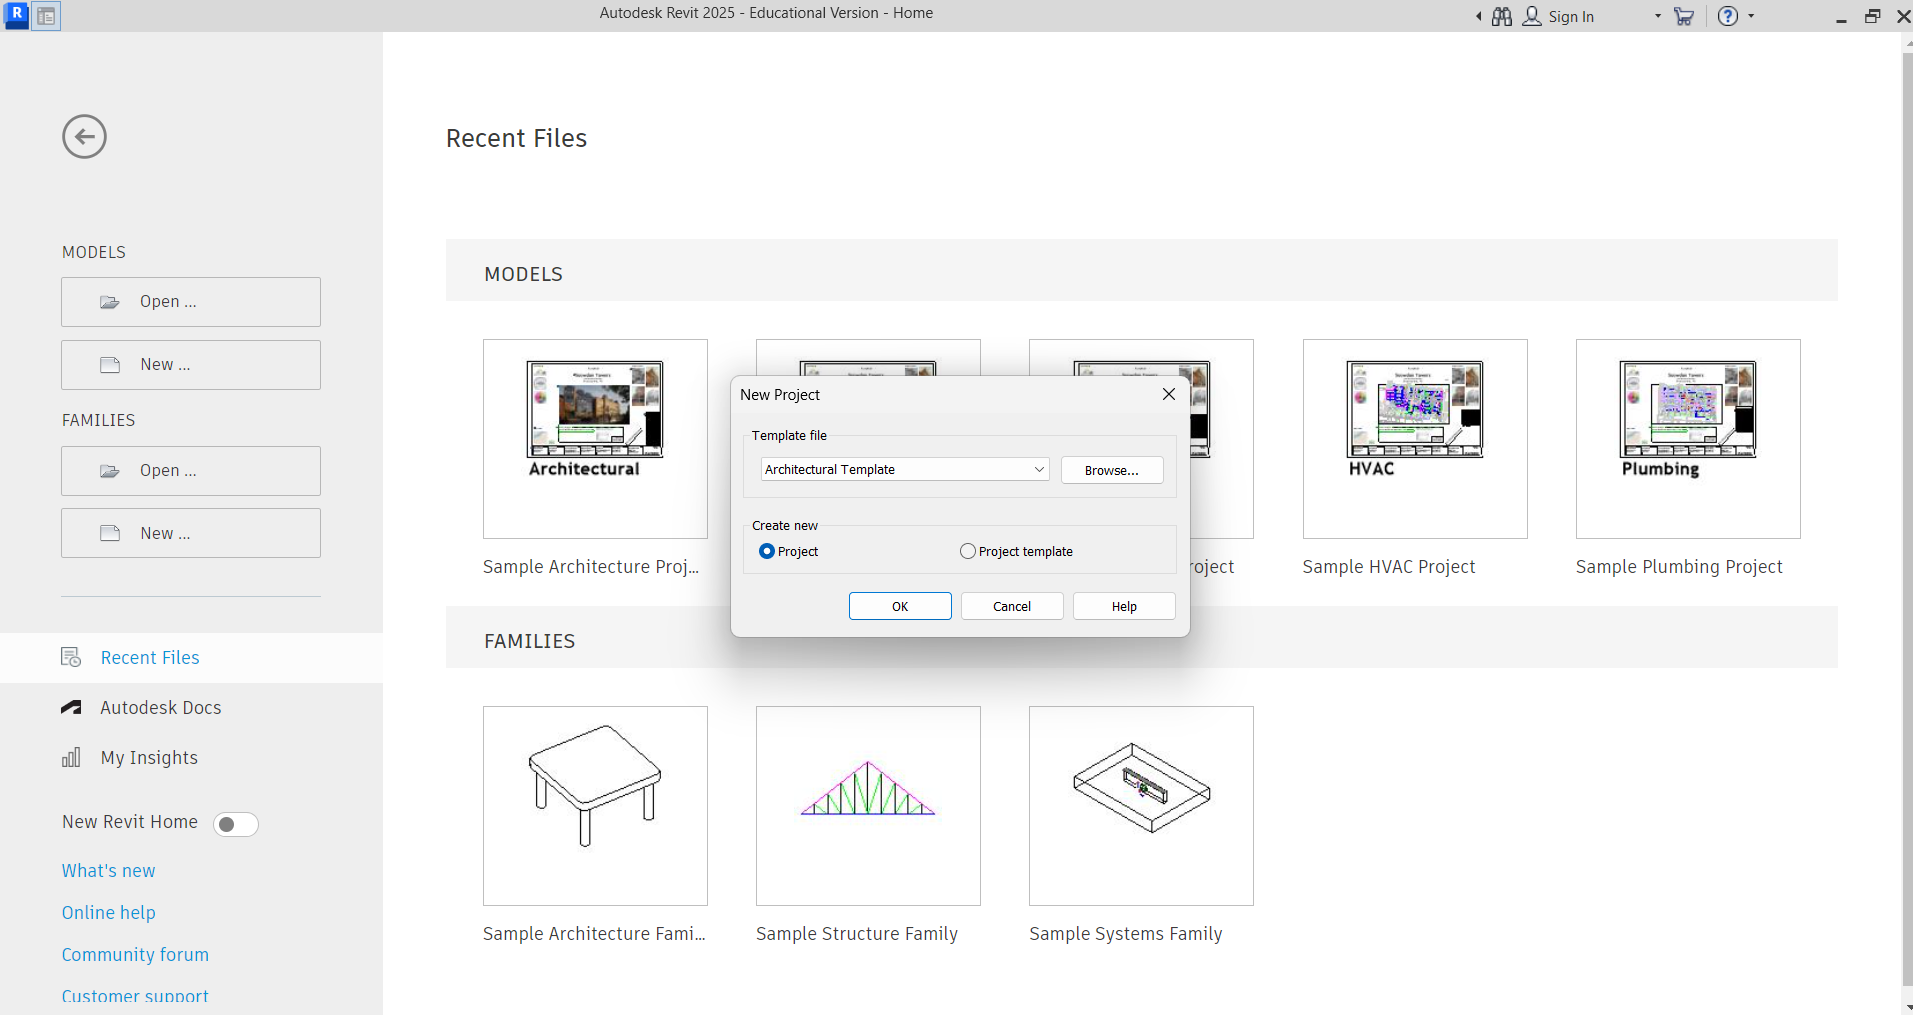 R
Autodesk Revit 2025 - Educational Version - Home
Sign In
?
Recent Files
MODELS
Open ...
New ...
FAMILIES
Open ...
New ...
Recent Files
Autodesk Docs
My Insights
New Revit Home
What's new
Online help
Community forum
Customer support
MODELS
Architectural
HVAC
Plumbing
Sample Architecture Proj...
roject
Sample HVAC Project
Sample Plumbing Project
New Project
Template file
Architectural Template
Browse...
Create new
Project
Project template
OK
Cancel
Help
FAMILIES
Sample Architecture Fami...
Sample Structure Family
Sample Systems Family